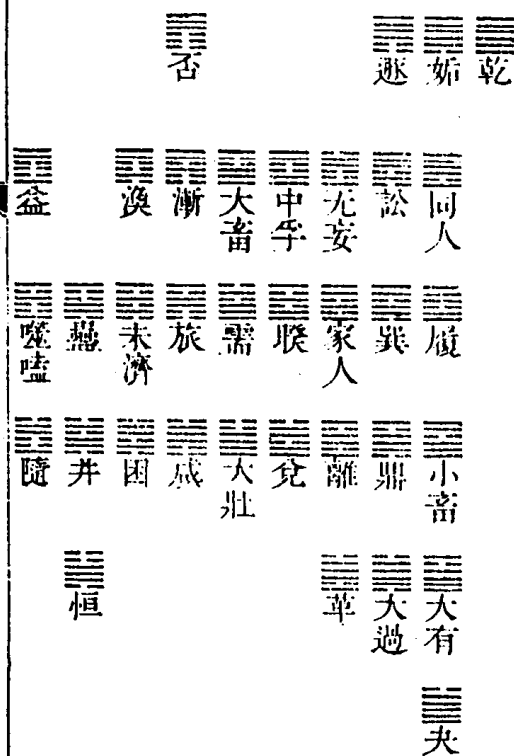 乾
姤 同人 履 小畜 大有 夬
遯 訟 巽 鼎 大過
无妄 家人 離 革
中孚 睽 兌
大畜 需 大壯
否 漸 旅 咸
渙 未濟 困
蠱 井 恒
益 噬嗑 隨